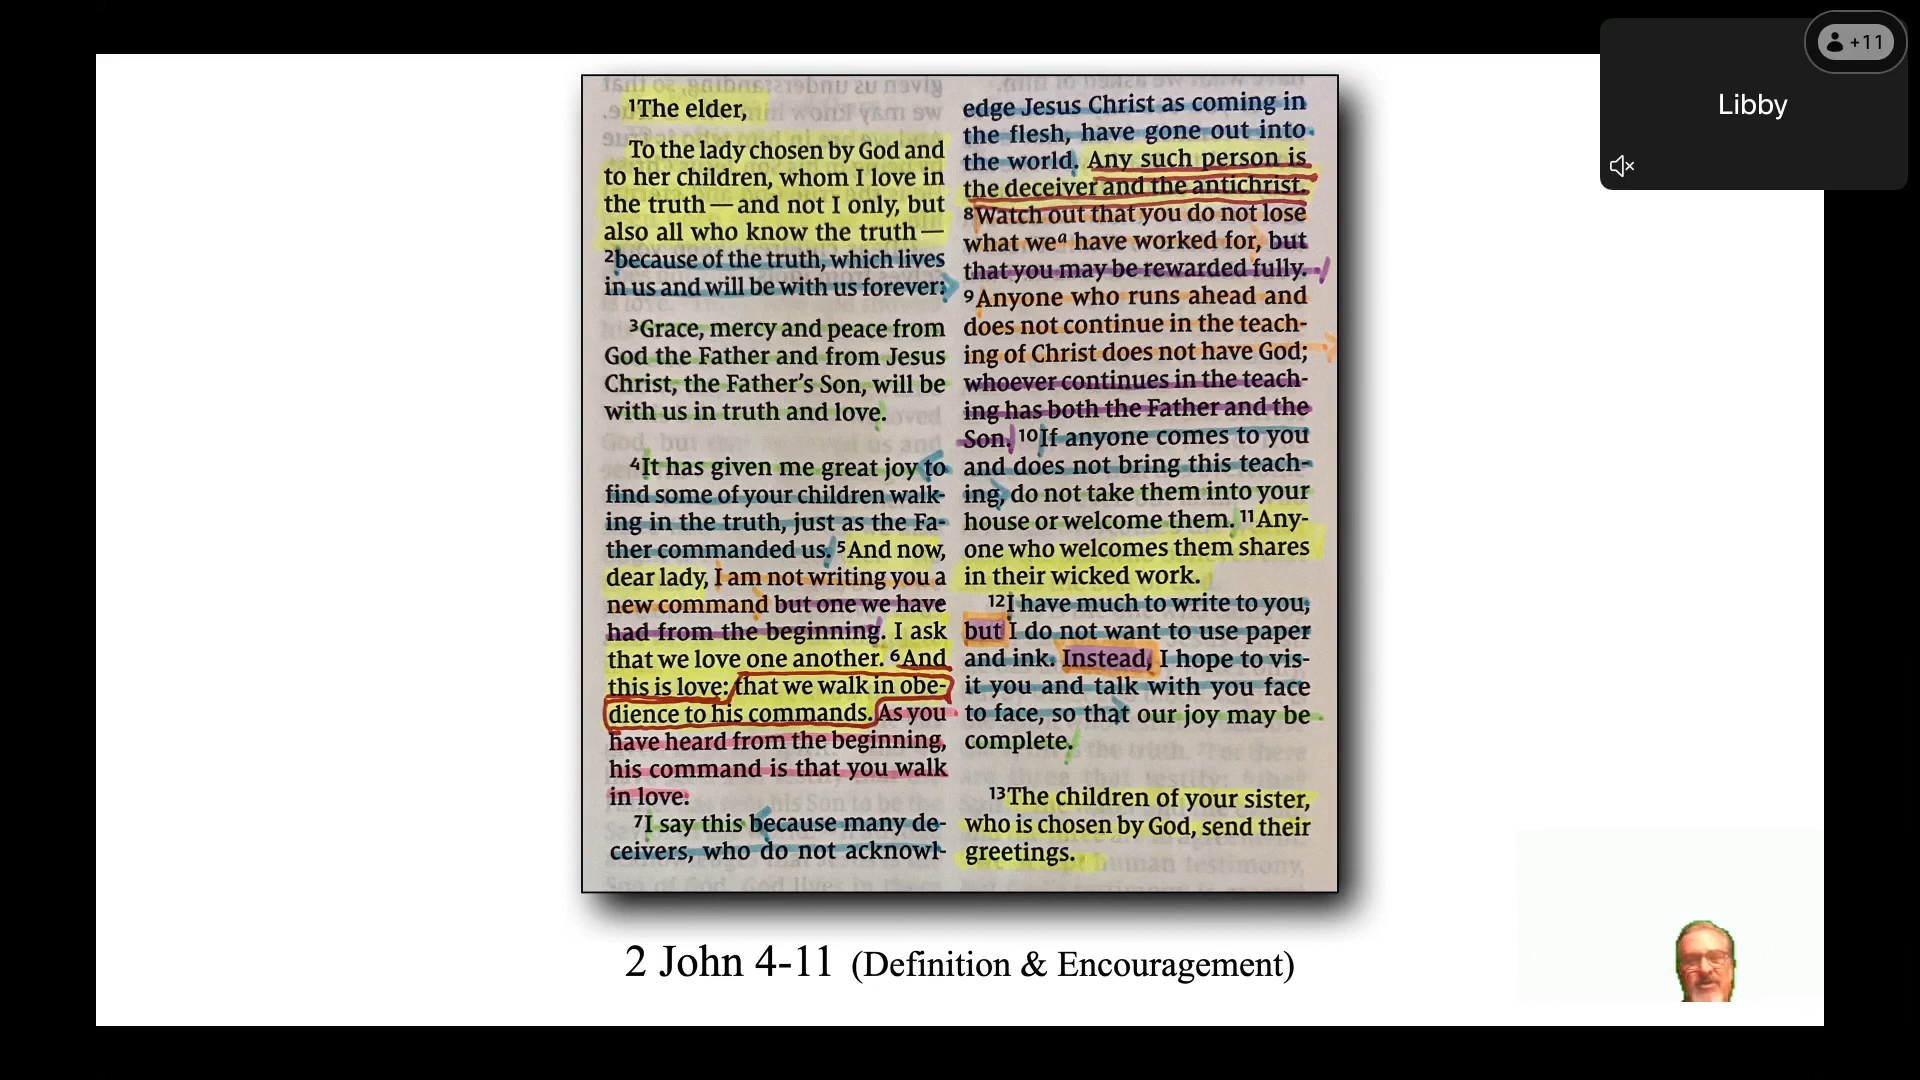 ¹The elder,
To the lady chosen by God and
to her children, whom I love in
the truth — and not I only, but
also all who know the truth —
²because of the truth, which lives
in us and will be with us forever:
³Grace, mercy and peace from
God the Father and from Jesus
Christ, the Father's Son, will be
with us in truth and love.
⁴It has given me great joy to
find some of your children walk-
ing in the truth, just as the Fa-
ther commanded us. ⁵And now,
dear lady, I am not writing you a
new command but one we have
had from the beginning. I ask
that we love one another. ⁶And
this is love: that we walk in obe-
dience to his commands. As you
have heard from the beginning,
his command is that you walk
in love.
⁷I say this because many de-
ceivers, who do not acknowl-
edge Jesus Christ as coming in
the flesh, have gone out into
the world. Any such person is
the deceiver and the antichrist.
⁸Watch out that you do not lose
what weᵃ have worked for, but
that you may be rewarded fully.
⁹Anyone who runs ahead and
does not continue in the teach-
ing of Christ does not have God;
whoever continues in the teach-
ing has both the Father and the
Son. ¹⁰If anyone comes to you
and does not bring this teach-
ing, do not take them into your
house or welcome them. ¹¹Any-
one who welcomes them shares
in their wicked work.
¹²I have much to write to you,
but I do not want to use paper
and ink. Instead, I hope to vis-
it you and talk with you face
to face, so that our joy may be
complete.
¹³The children of your sister,
who is chosen by God, send their
greetings.
2 John 4-11 (Definition & Encouragement)
Libby
+11